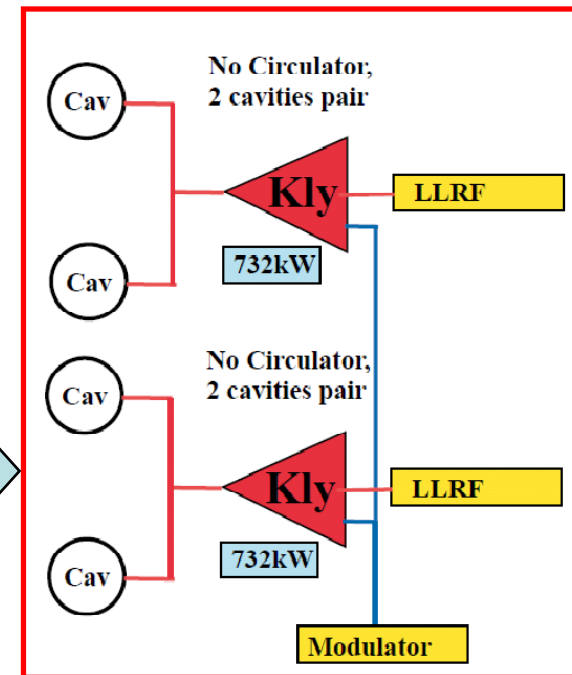 No Circulator,
2 cavities pair
Cav
Kly
LLRF
732kW
Cav
No Circulator,
2 cavities pair
Cav
Kly
LLRF
732kW
Cav
Modulator